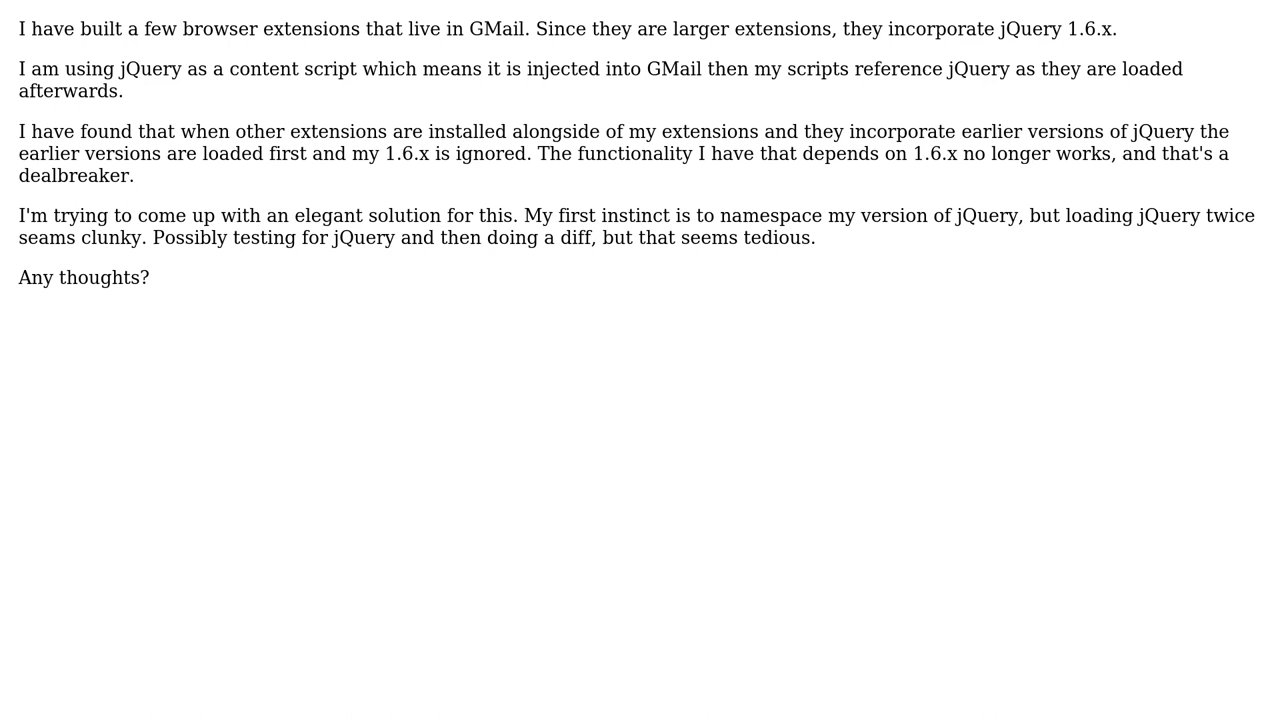 I have built a few browser extensions that live in GMail. Since they are larger extensions, they incorporate jQuery 1.6.x.
I am using jQuery as a content script which means it is injected into GMail then my scripts reference jQuery as they are loaded
afterwards.
I have found that when other extensions are installed alongside of my extensions and they incorporate earlier versions of jQuery the
earlier versions are loaded first and my 1.6.x is ignored. The functionality I have that depends on 1.6.x no longer works, and that's a
dealbreaker.
I'm trying to come up with an elegant solution for this. My first instinct is to namespace my version of jQuery, but loading jQuery twice
seams clunky. Possibly testing for jQuery and then doing a diff, but that seems tedious.
Any thoughts?